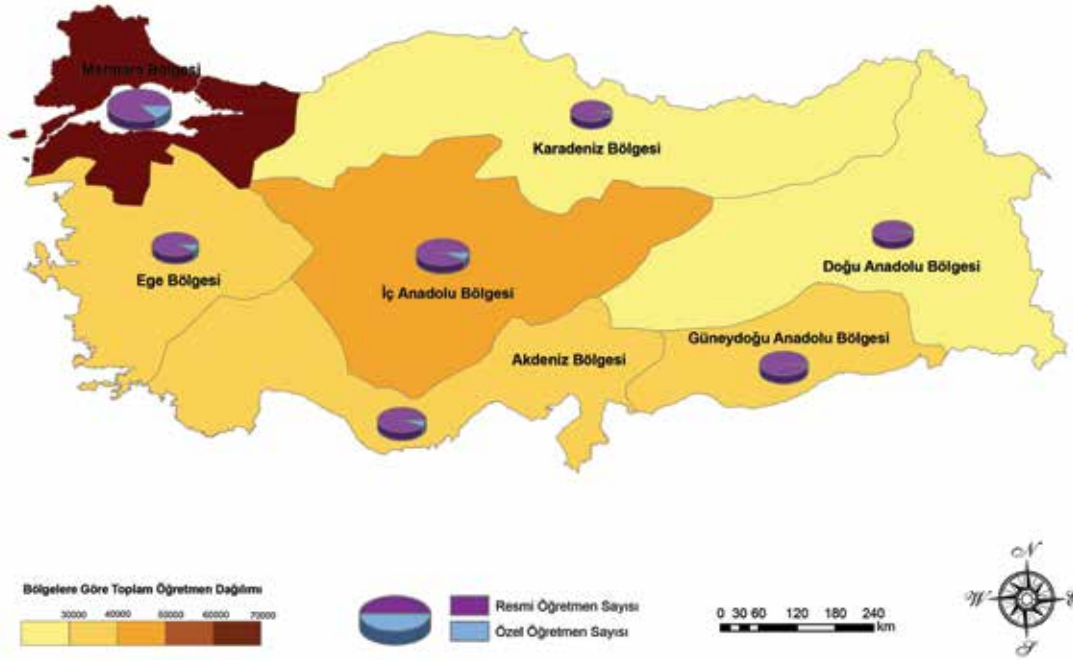 Marmara Bölgesi
Karadeniz Bölgesi
Doğu Anadolu Bölgesi
Ege Bölgesi
İç Anadolu Bölgesi
Güneydoğu Anadolu Bölgesi
Akdeniz Bölgesi
N
W
E
S
Bölgelere Göre Toplam Öğretmen Dağılımı
30000 40000 50000 60000 70000
Resmi Öğretmen Sayısı
Özel Öğretmen Sayısı
0 30 60 120 180 240
km